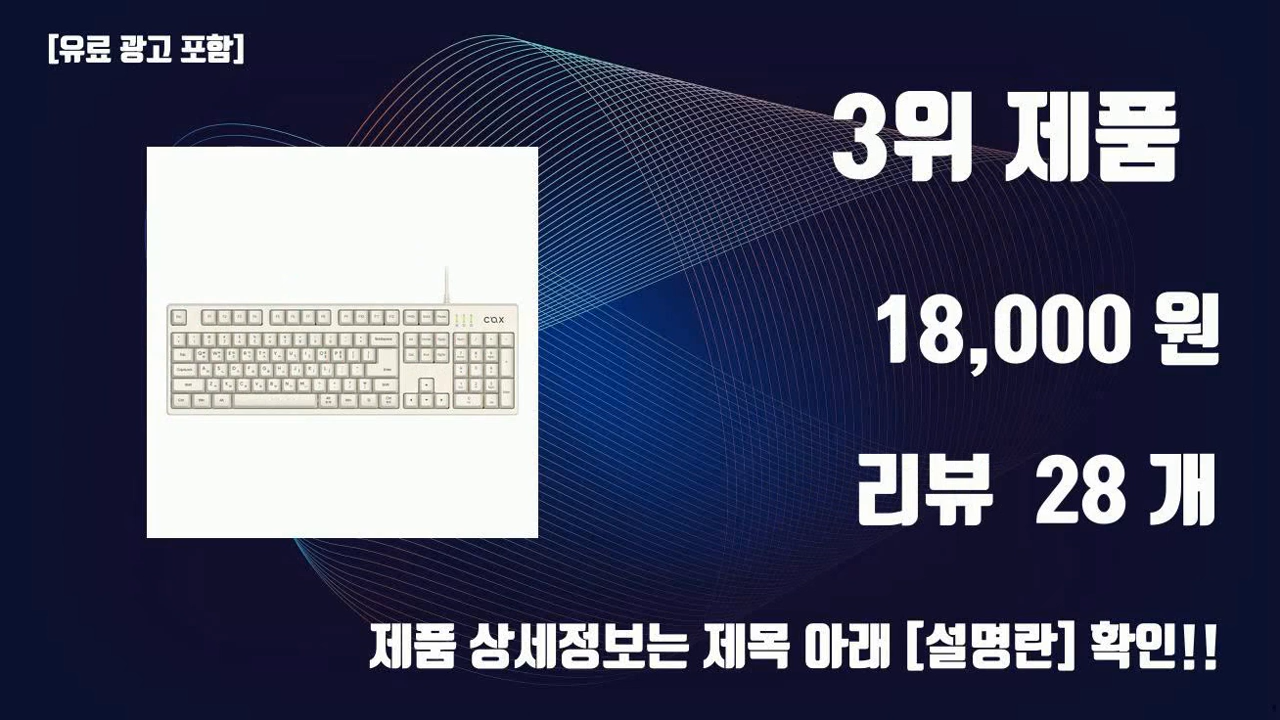 [유료 광고 포함]
3위 제품
18,000 원
리뷰 28 개
COX
제품 상세정보는 제목 아래 [설명란] 확인!!